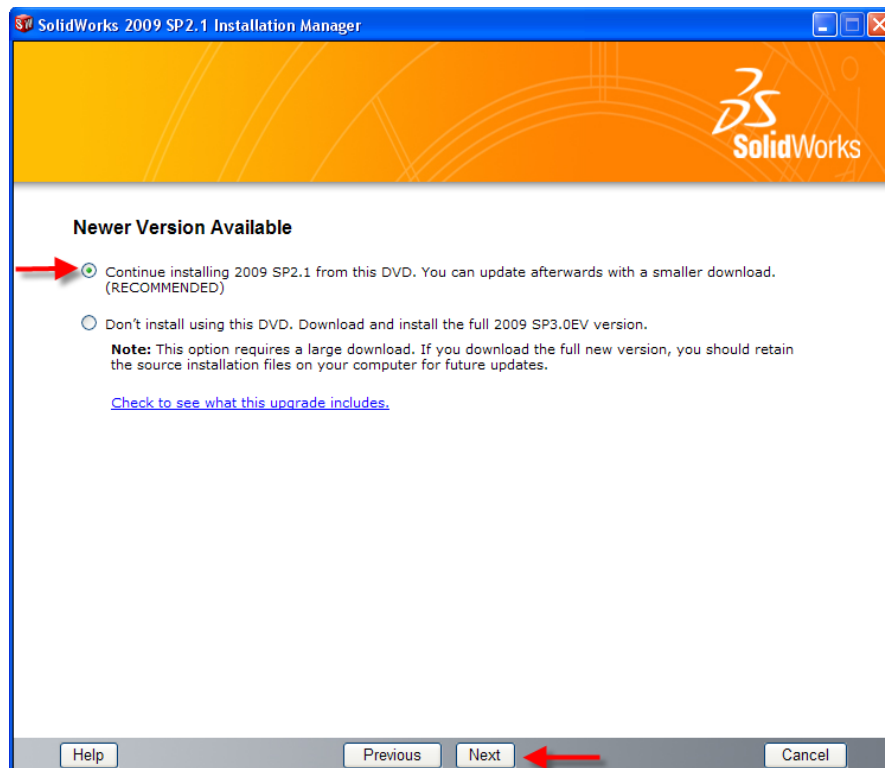 SolidWorks 2009 SP2.1 Installation Manager
SolidWorks
Newer Version Available
Continue installing 2009 SP2.1 from this DVD. You can update afterwards with a smaller download.
(RECOMMENDED)
Don't install using this DVD. Download and install the full 2009 SP3.0EV version.
Note: This option requires a large download. If you download the full new version, you should retain
the source installation files on your computer for future updates.
Check to see what this upgrade includes.
Help
Previous
Next
Cancel